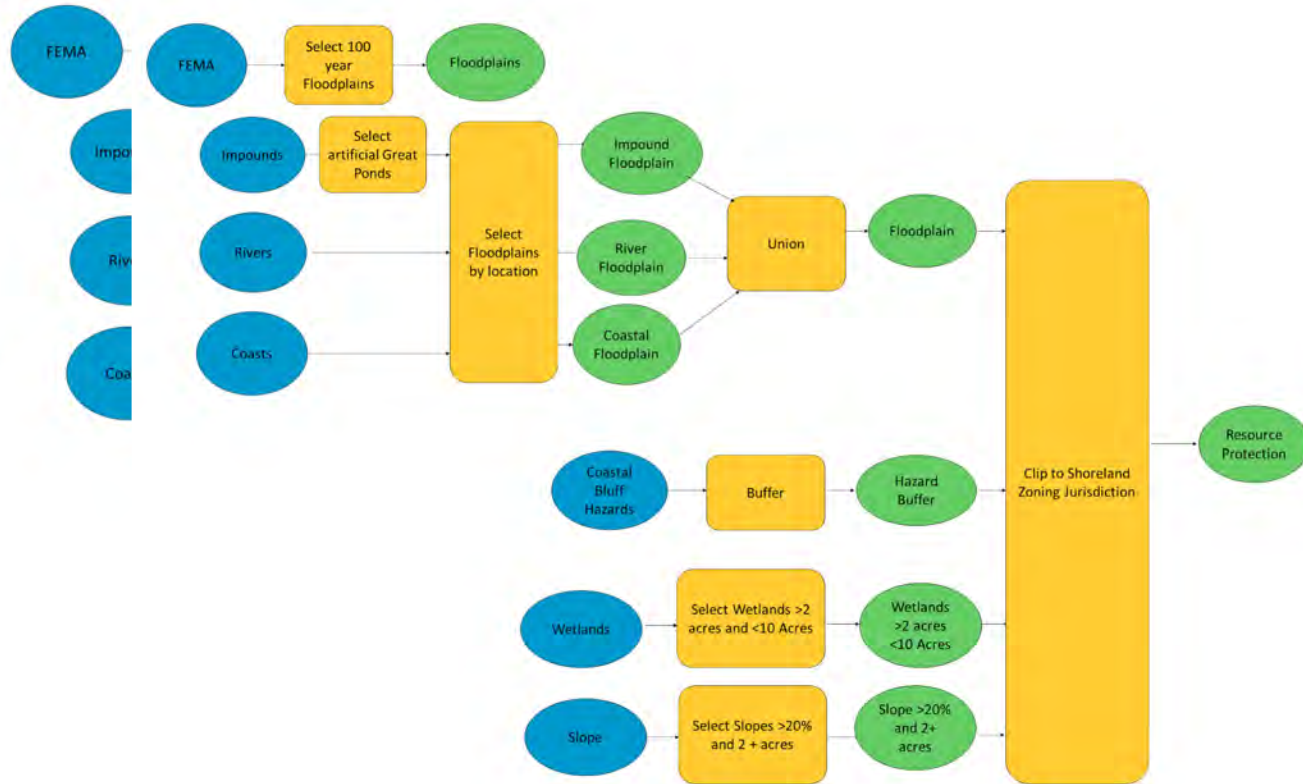 FEMA
FEMA
Select 100
year
Floodplains
Floodplains
Impounds
Select
artificial Great
Ponds
Select
Floodplains
by location
Impound
Floodplain
Rivers
River
Floodplain
Union
Floodplain
Coasts
Coastal
Floodplain
Coastal
Bluff
Hazards
Buffer
Hazard
Buffer
Clip to Shoreland
Zoning Jurisdiction
Resource
Protection
Wetlands
Select Wetlands >2
acres and <10 Acres
Wetlands
>2 acres
<10 Acres
Slope
Select Slopes >20%
and 2 + acres
Slope >20%
and 2+
acres